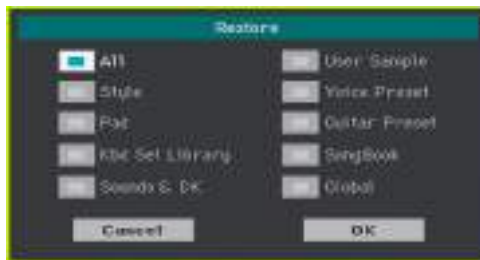 Restore
All
Style
Pad
Kbd Set Library
Sounds & DK
User Sample
Voice Preset
Guitar Preset
SongBook
Global
Cancel
OK